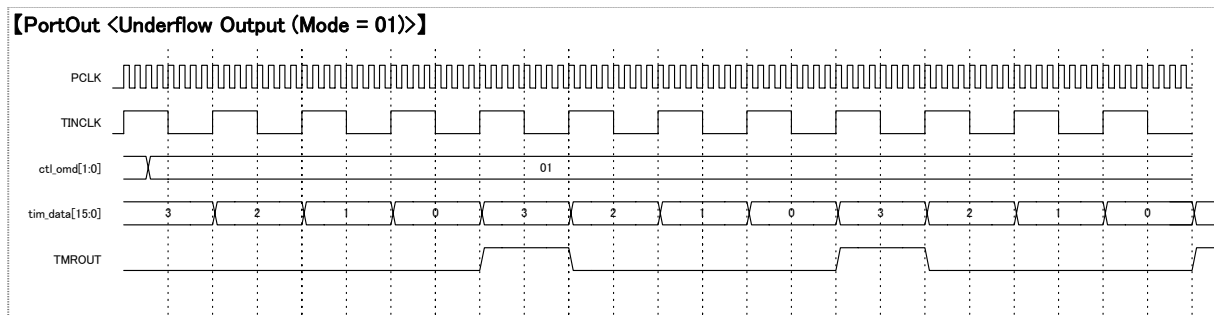 【PortOut <Underflow Output (Mode = 01)>】
PCLK
TINCLK
ctl_omd[1:0] 01
tim_data[15:0] 3 2 1 0 3 2 1 0 3 2 1 0
TMROUT